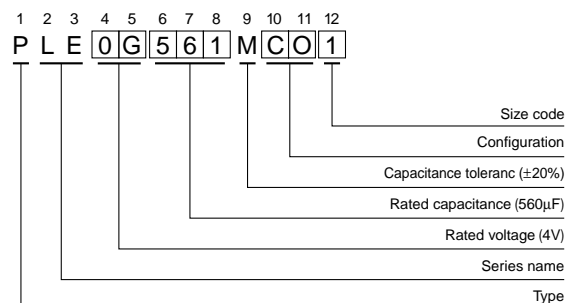 1 2 3 4 5 6 7 8 9 10 11 12
P L E 0 G 5 6 1 M C O 1
Size code
Configuration
Capacitance toleranc (±20%)
Rated capacitance (560µF)
Rated voltage (4V)
Series name
Type